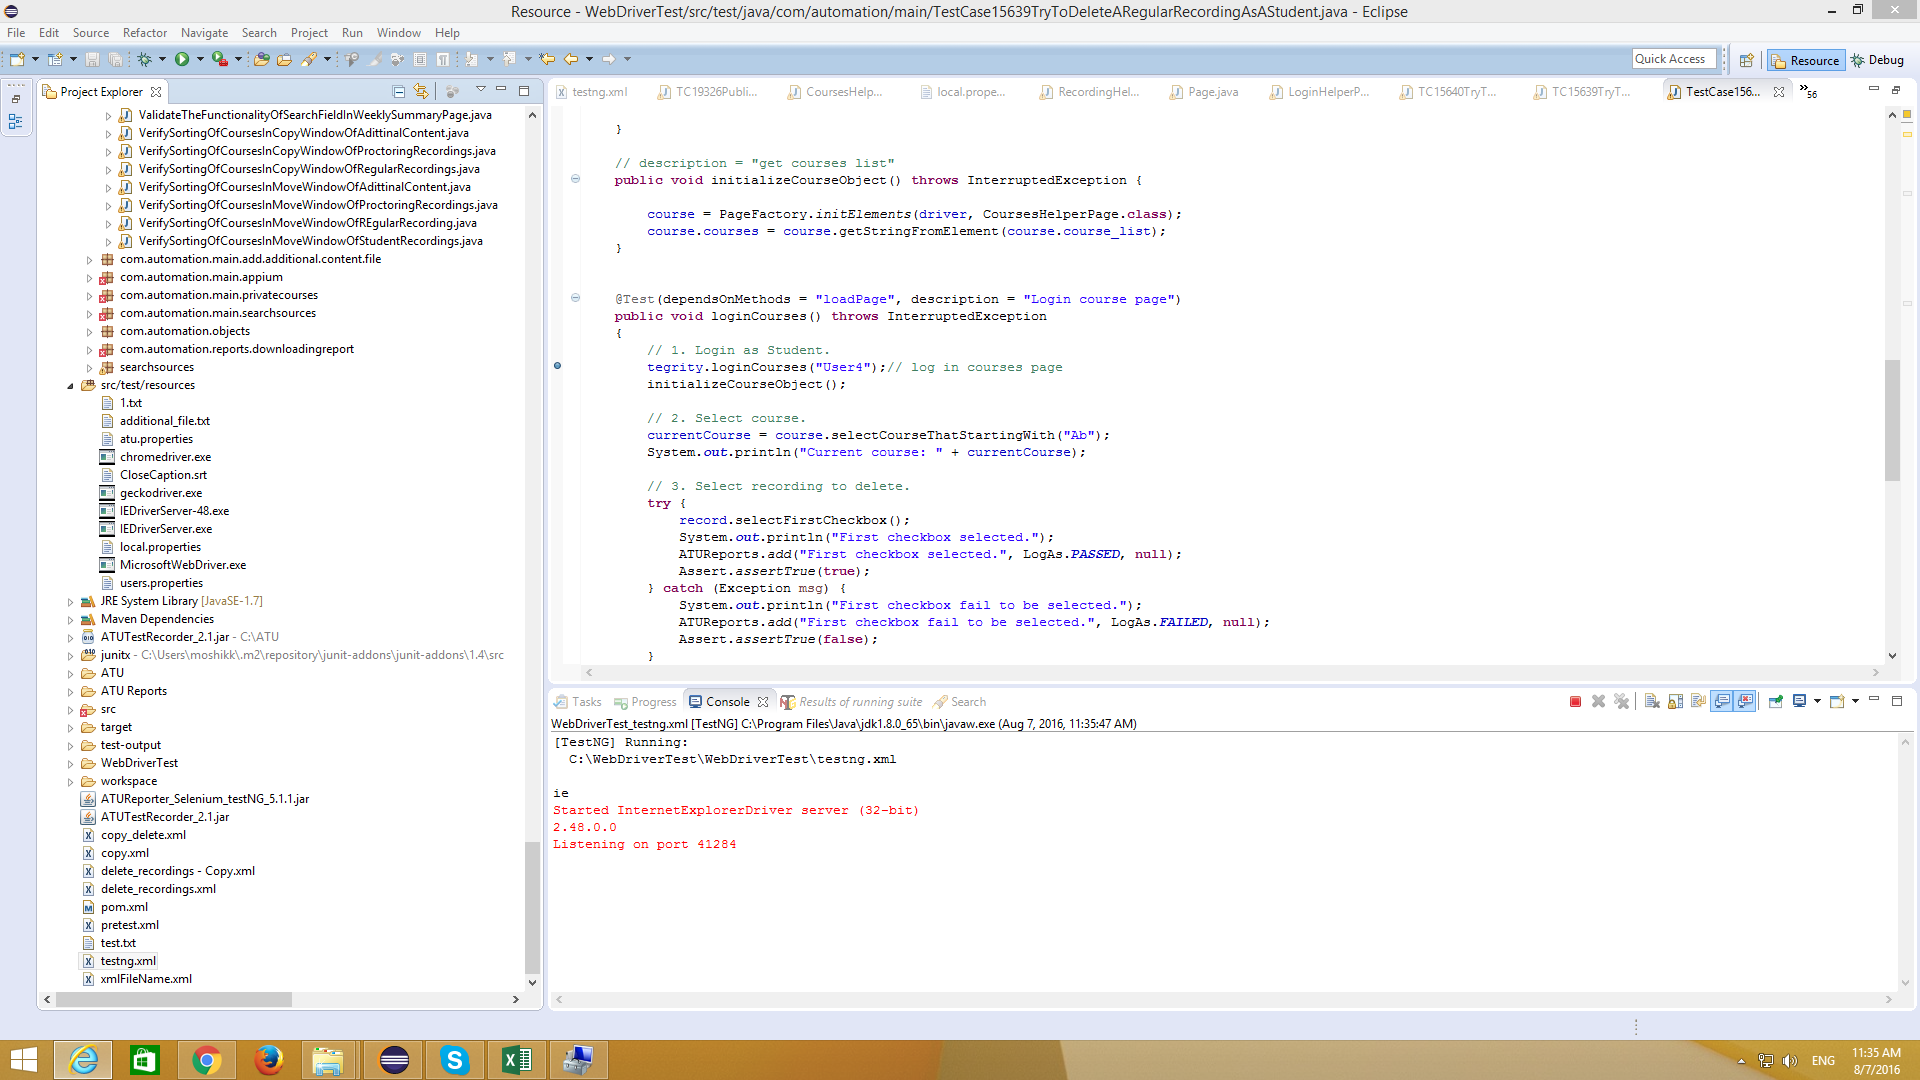 Resource - WebDriverTest/src/test/java/com/automation/main/TestCase15639TryToDeleteARegularRecordingAsAStudent.java - Eclipse
File Edit Source Refactor Navigate Search Project Run Window Help
Quick Access Resource Debug
Project Explorer
ValidateTheFunctionalityOfSearchFieldInWeeklySummaryPage.java
VerifySortingOfCoursesInCopyWindowOfAdittinalContent.java
VerifySortingOfCoursesInCopyWindowOfProctoringRecordings.java
VerifySortingOfCoursesInCopyWindowOfRegularRecordings.java
VerifySortingOfCoursesInMoveWindowOfAdittinalContent.java
VerifySortingOfCoursesInMoveWindowOfProctoringRecordings.java
VerifySortingOfCoursesInMoveWindowOfREgularRecording.java
VerifySortingOfCoursesInMoveWindowOfStudentRecordings.java
com.automation.main.add.additional.content.file
com.automation.main.appium
com.automation.main.privatecourses
com.automation.main.searchsources
com.automation.objects
com.automation.reports.downloadingreport
searchsources
src/test/resources
1.txt
additional_file.txt
atu.properties
chromedriver.exe
CloseCaption.srt
geckodriver.exe
IEDriverServer-48.exe
IEDriverServer.exe
local.properties
MicrosoftWebDriver.exe
users.properties
JRE System Library [JavaSE-1.7]
Maven Dependencies
ATUTestRecorder_2.1.jar - C:\ATU
junitx - C:\Users\moshikk\.m2\repository\junit-addons\junit-addons\1.4\src
ATU
ATU Reports
src
target
test-output
WebDriverTest
workspace
ATUReporter_Selenium_testNG_5.1.1.jar
ATUTestRecorder_2.1.jar
copy_delete.xml
copy.xml
delete_recordings - Copy.xml
delete_recordings.xml
pom.xml
pretest.xml
test.txt
testng.xml
xmlFileName.xml
testng.xml TC19326Publi... CoursesHelp... local.prope... RecordingHel... Page.java LoginHelperP... TC15640TryT... TC15639TryT... TestCase156... »56
}
// description = "get courses list"
public void initializeCourseObject() throws InterruptedException {
course = PageFactory.initElements(driver, CoursesHelperPage.class);
course.courses = course.getStringFromElement(course.course_list);
}
@Test(dependsOnMethods = "loadPage", description = "Login course page")
public void loginCourses() throws InterruptedException
{
// 1. Login as Student.
tegrity.loginCourses("User4");// log in courses page
initializeCourseObject();
// 2. Select course.
currentCourse = course.selectCourseThatStartingWith("Ab");
System.out.println("Current course: " + currentCourse);
// 3. Select recording to delete.
try {
record.selectFirstCheckbox();
System.out.println("First checkbox selected.");
ATUReports.add("First checkbox selected.", LogAs.PASSED, null);
Assert.assertTrue(true);
} catch (Exception msg) {
System.out.println("First checkbox fail to be selected.");
ATUReports.add("First checkbox fail to be selected.", LogAs.FAILED, null);
Assert.assertTrue(false);
}
Tasks Progress Console Results of running suite Search
WebDriverTest_testng.xml [TestNG] C:\Program Files\Java\jdk1.8.0_65\bin\javaw.exe (Aug 7, 2016, 11:35:47 AM)
[TestNG] Running:
C:\WebDriverTest\WebDriverTest\testng.xml
ie
Started InternetExplorerDriver server (32-bit)
2.48.0.0
Listening on port 41284
ENG
11:35 AM
8/7/2016